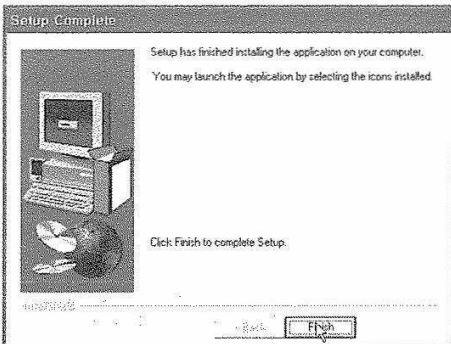 Setup Complete
Setup has finished installing the application on your computer.
You may launch the application by selecting the icons installed.
Click Finish to complete Setup.
< Back
Finish